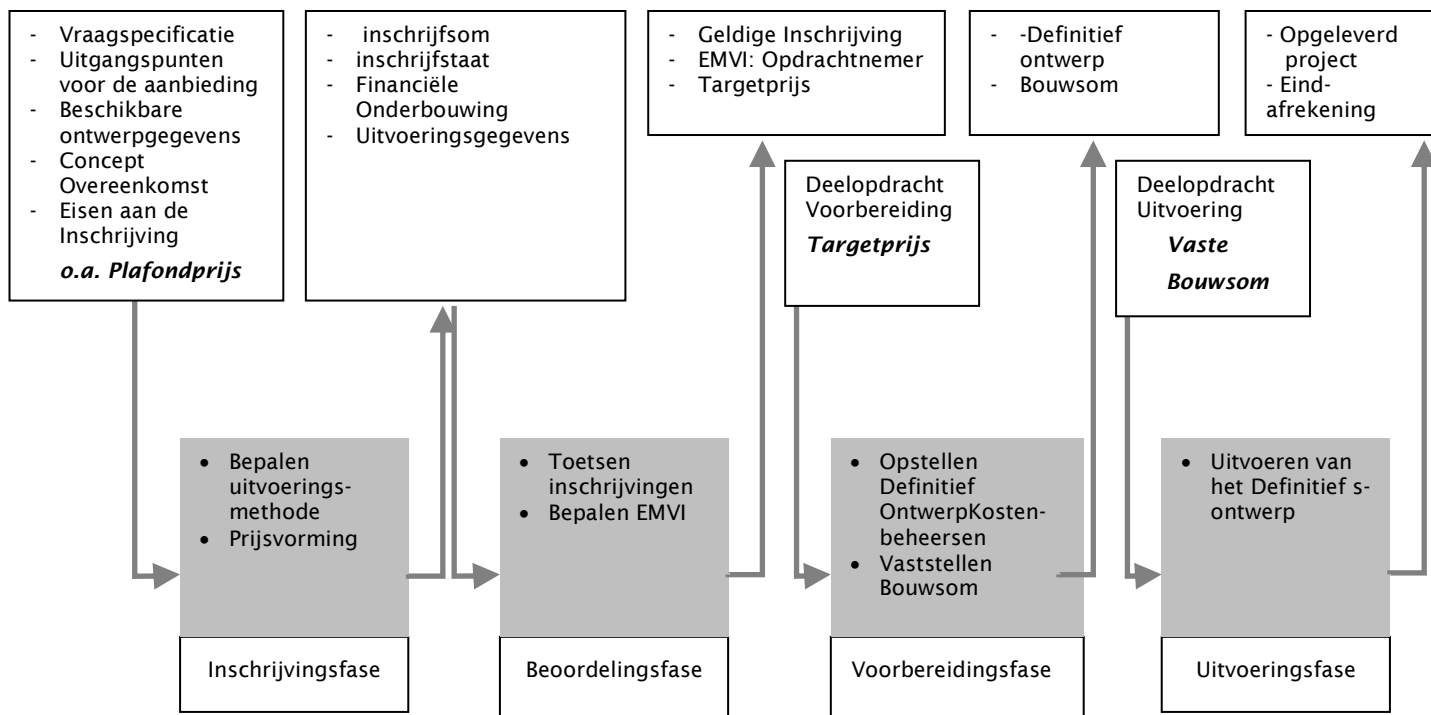 - Vraagspecificatie
- Uitgangspunten
voor de aanbieding
- Beschikbare
ontwerpgegevens
- Concept
Overeenkomst
- Eisen aan de
Inschrijving
o.a. Plafondprijs
- inschrijfsom
- inschrijfstaat
- Financiële
Onderbouwing
- Uitvoeringsgegevens
- Geldige Inschrijving
- EMVI: Opdrachtnemer
- Targetprijs
- -Definitief
ontwerp
- Bouwsom
- Opgeleverd
project
- Eind-
afrekening
Deelopdracht
Voorbereiding
Targetprijs
Deelopdracht
Uitvoering
Vaste
Bouwsom
• Bepalen
uitvoerings-
methode
• Prijsvorming
• Toetsen
inschrijvingen
• Bepalen EMVI
• Opstellen
Definitief
OntwerpKosten-
beheersen
• Vaststellen
Bouwsom
• Uitvoeren van
het Definitief s-
ontwerp
Inschrijvingsfase
Beoordelingsfase
Voorbereidingsfase
Uitvoeringsfase